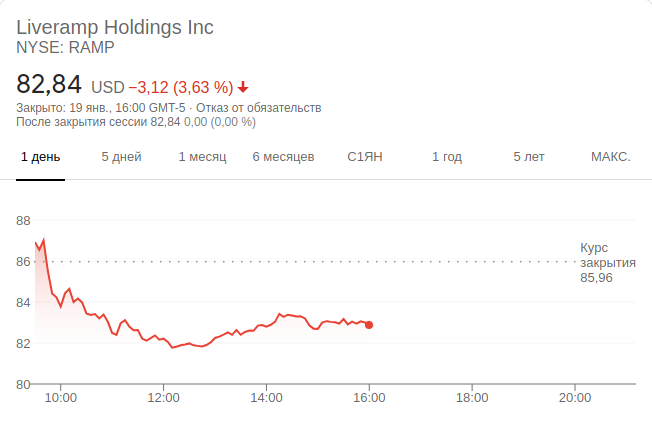 Liveramp Holdings Inc
NYSE: RAMP
82,84 USD −3,12 (3,63 %)
Закрыто: 19 янв., 16:00 GMT-5 · Отказ от обязательств
После закрытия сессии 82,84 0,00 (0,00 %)
1 день 5 дней 1 месяц 6 месяцев С1ЯН 1 год 5 лет МАКС.
88
Курс
86 закрытия
85,96
84
82
80
10:00 12:00 14:00 16:00 18:00 20:00